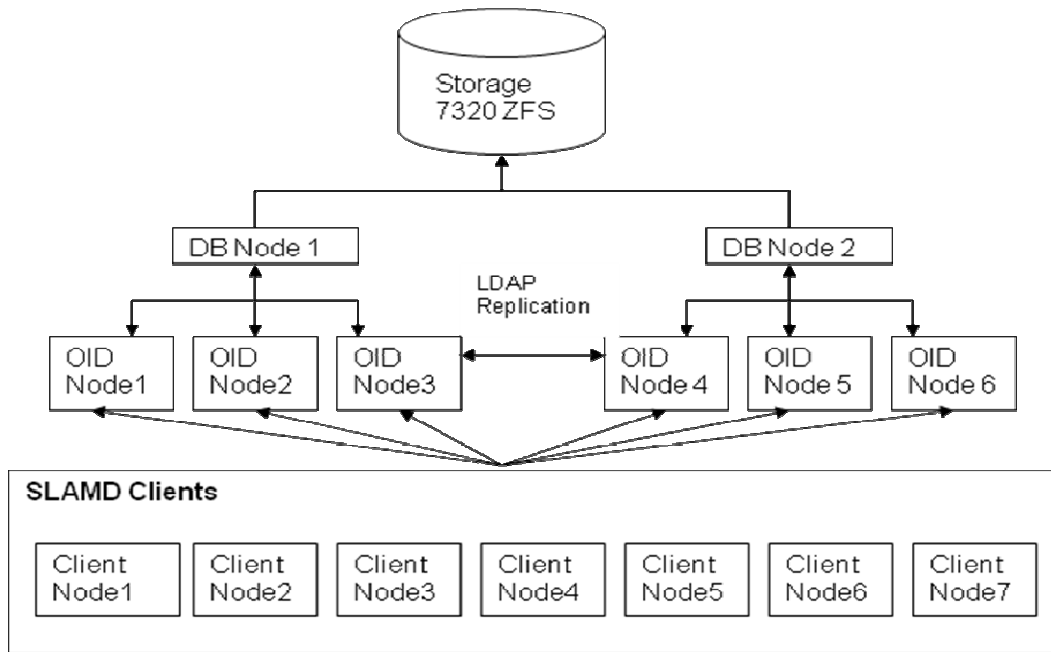 Storage
7320 ZFS
DB Node 1
DB Node 2
LDAP
Replication
OID
Node1
OID
Node2
OID
Node3
OID
Node 4
OID
Node 5
OID
Node 6
SLAMD Clients
Client
Node1
Client
Node2
Client
Node3
Client
Node4
Client
Node5
Client
Node6
Client
Node7